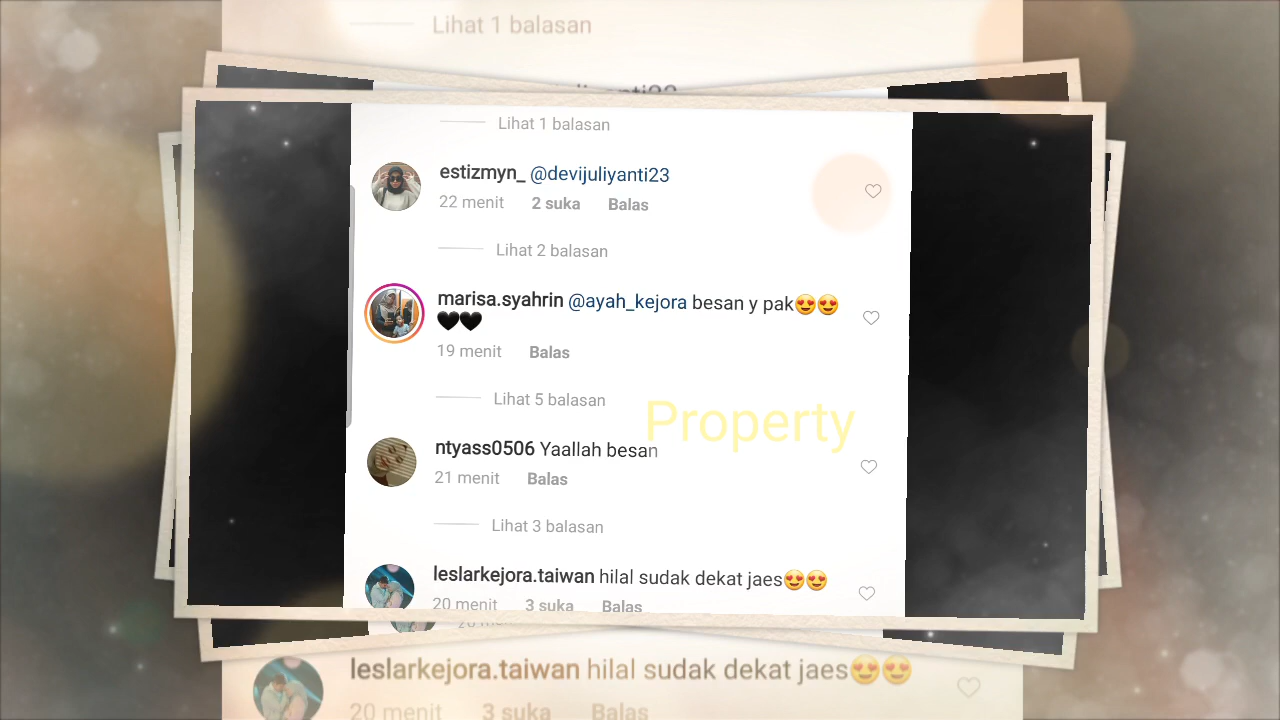 Lihat 1 balasan
Lihat 1 balasan
estizmyn_ @devijuliyanti23
22 menit 2 suka Balas
Lihat 2 balasan
marisa.syahrin @ayah_kejora besan y pak😍😍
🖤🖤
19 menit Balas
Lihat 5 balasan
Property
ntyass0506 Yaallah besan
21 menit Balas
Lihat 3 balasan
leslarkejora.taiwan hilal sudak dekat jaes😍😍
20 menit 3 suka Balas
leslarkejora.taiwan hilal sudak dekat jaes😍😍
20 menit 3 suka Balas